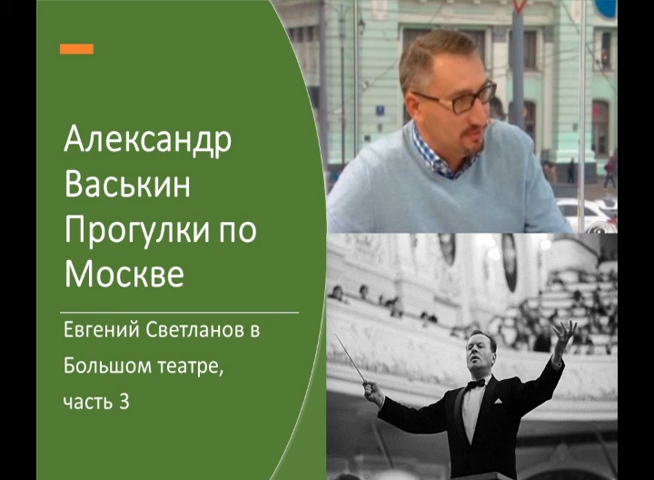 Александр
Васькин
Прогулки по
Москве
Евгений Светланов в
Большом театре,
часть 3